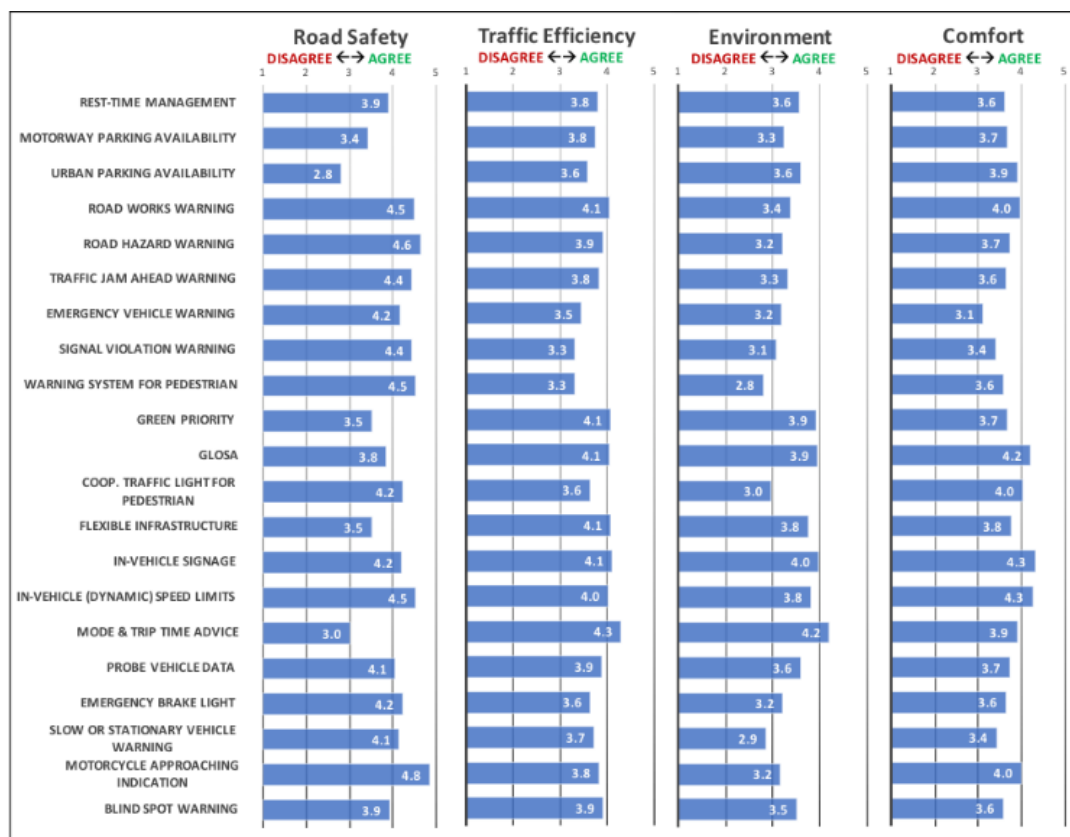 Road Safety Traffic Efficiency Environment Comfort
DISAGREE ←→ AGREE DISAGREE ←→ AGREE DISAGREE ←→ AGREE DISAGREE ←→ AGREE
1 2 3 4 5 1 2 3 4 5 1 2 3 4 5 1 2 3 4 5
REST-TIME MANAGEMENT 3.9 3.8 3.6 3.6
MOTORWAY PARKING AVAILABILITY 3.4 3.8 3.3 3.7
URBAN PARKING AVAILABILITY 2.8 3.6 3.6 3.9
ROAD WORKS WARNING 4.5 4.1 3.4 4.0
ROAD HAZARD WARNING 4.6 3.9 3.2 3.7
TRAFFIC JAM AHEAD WARNING 4.4 3.8 3.3 3.6
EMERGENCY VEHICLE WARNING 4.2 3.5 3.2 3.1
SIGNAL VIOLATION WARNING 4.4 3.3 3.1 3.4
WARNING SYSTEM FOR PEDESTRIAN 4.5 3.3 2.8 3.6
GREEN PRIORITY 3.5 4.1 3.9 3.7
GLOSA 3.8 4.1 3.9 4.2
COOP. TRAFFIC LIGHT FOR
PEDESTRIAN 4.2 3.6 3.0 4.0
FLEXIBLE INFRASTRUCTURE 3.5 4.1 3.8 3.8
IN-VEHICLE SIGNAGE 4.2 4.1 4.0 4.3
IN-VEHICLE (DYNAMIC) SPEED LIMITS 4.5 4.0 3.8 4.3
MODE & TRIP TIME ADVICE 3.0 4.3 4.2 3.9
PROBE VEHICLE DATA 4.1 3.9 3.6 3.7
EMERGENCY BRAKE LIGHT 4.2 3.6 3.2 3.6
SLOW OR STATIONARY VEHICLE
WARNING 4.1 3.7 2.9 3.4
MOTORCYCLE APPROACHING
INDICATION 4.8 3.8 3.2 4.0
BLIND SPOT WARNING 3.9 3.9 3.5 3.6